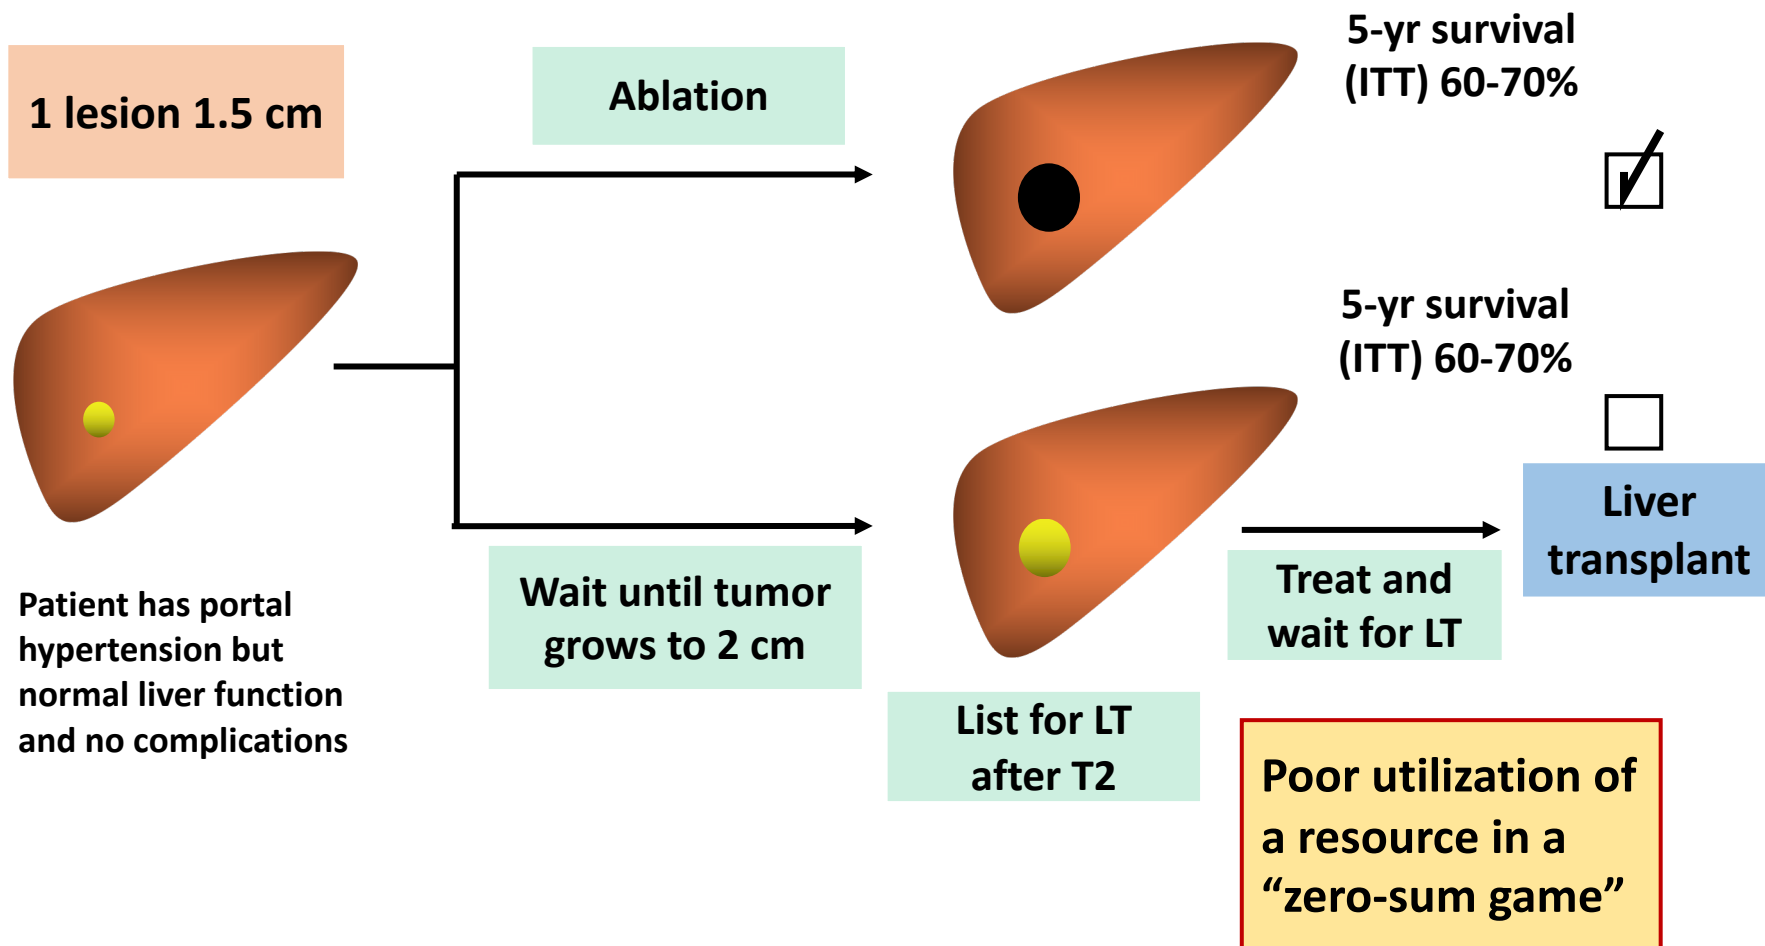 1 lesion 1.5 cm
Ablation
5-yr survival
(ITT) 60-70%
5-yr survival
(ITT) 60-70%
Patient has portal
hypertension but
normal liver function
and no complications
Wait until tumor
grows to 2 cm
List for LT
after T2
Treat and
wait for LT
Liver
transplant
Poor utilization of
a resource in a
“zero-sum game”